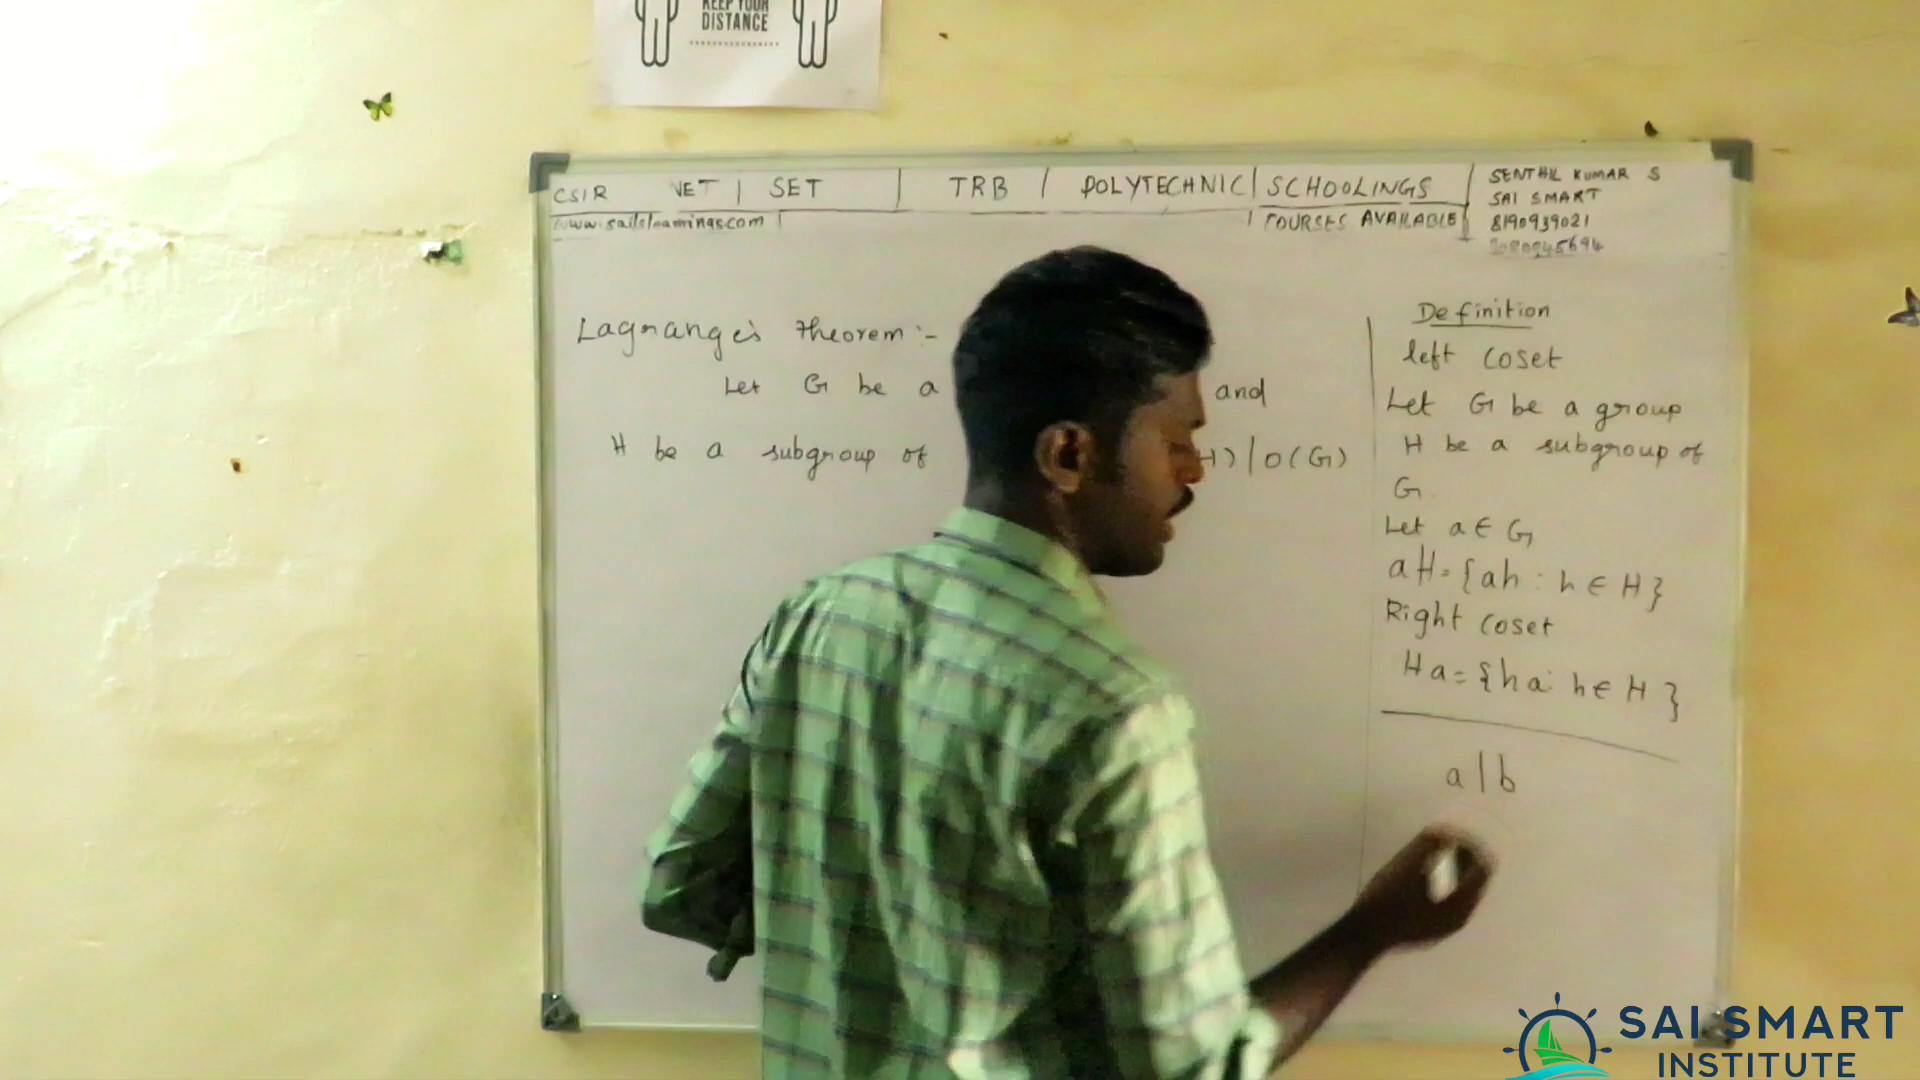 KEEP YOUR
DISTANCE
CSIR NET | SET | TRB | POLYTECHNIC | SCHOOLINGS
COURSES AVAILABLE
SENTHIL KUMAR S
SAI SMART
8190939021
Lagrange's Theorem :-
Let G be a and
H be a subgroup of H) | O(G)
Definition
left coset
Let G be a group
H be a subgroup of
G.
Let a ∈ G
aH = {ah : h ∈ H}
Right coset
Ha = {ha : h ∈ H }
a | b
SAI SMART
INSTITUTE